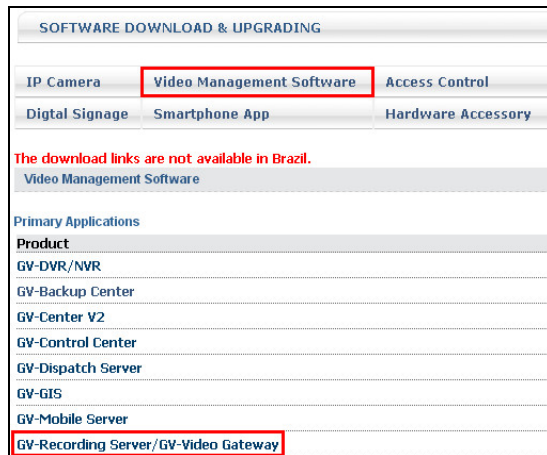 SOFTWARE DOWNLOAD & UPGRADING
IP Camera Video Management Software Access Control
Digtal Signage Smartphone App Hardware Accessory
The download links are not available in Brazil.
Video Management Software
Primary Applications
Product
GV-DVR/NVR
GV-Backup Center
GV-Center V2
GV-Control Center
GV-Dispatch Server
GV-GIS
GV-Mobile Server
GV-Recording Server/GV-Video Gateway